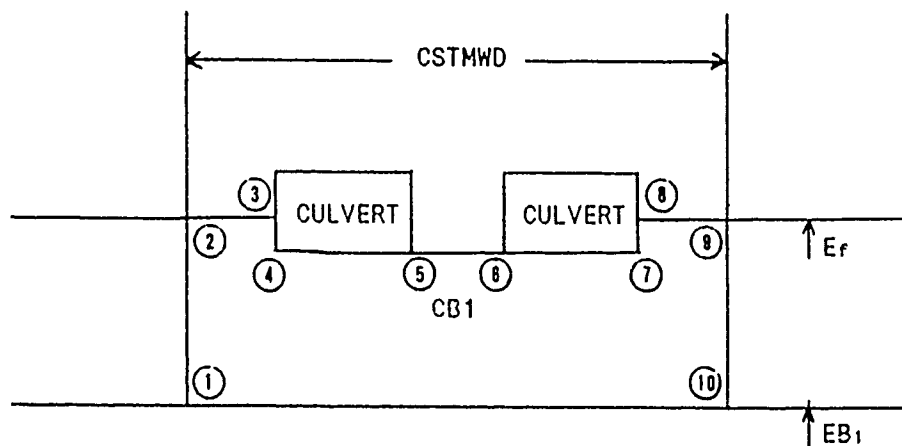 CSTMWD
③ ⑧
CULVERT CULVERT
② ⑨
④ ⑤ ⑥ ⑦
Ef
CB1
① ⑩
EB1